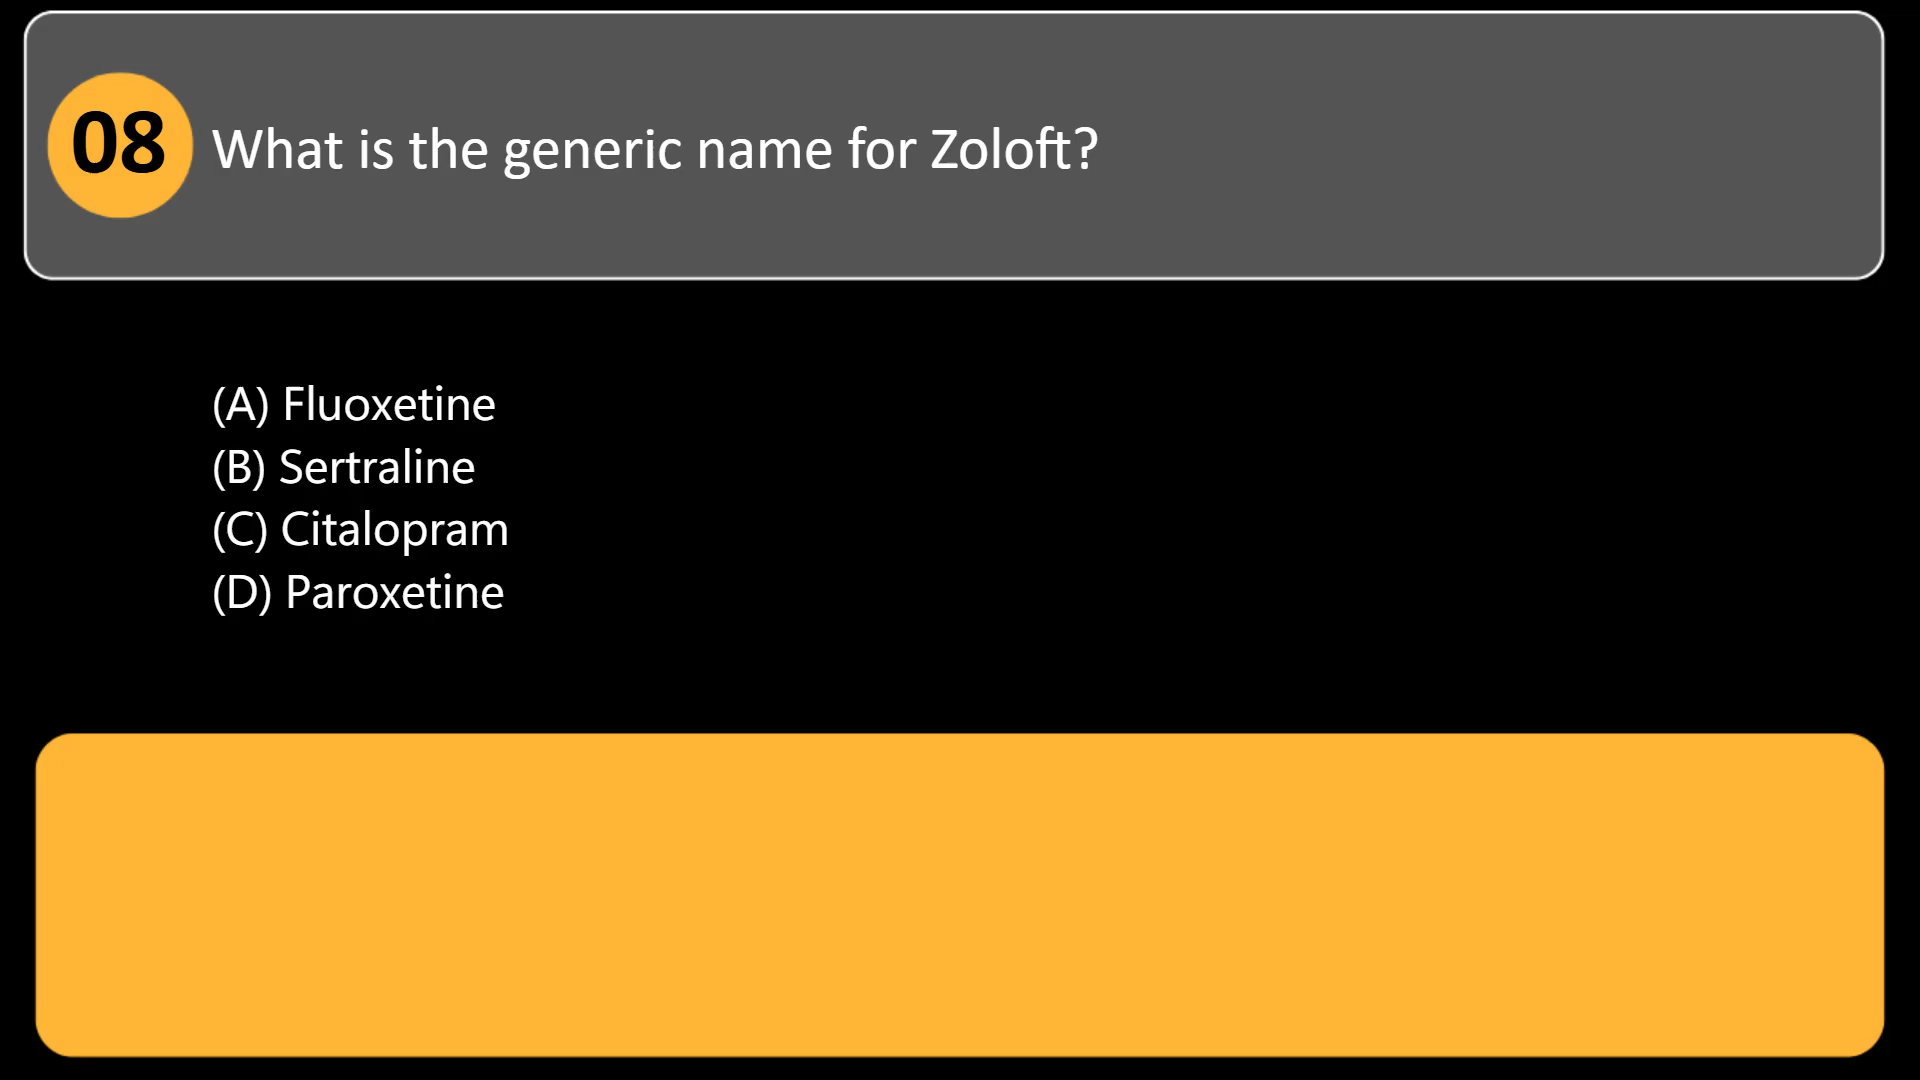 08 What is the generic name for Zoloft?
(A) Fluoxetine
(B) Sertraline
(C) Citalopram
(D) Paroxetine